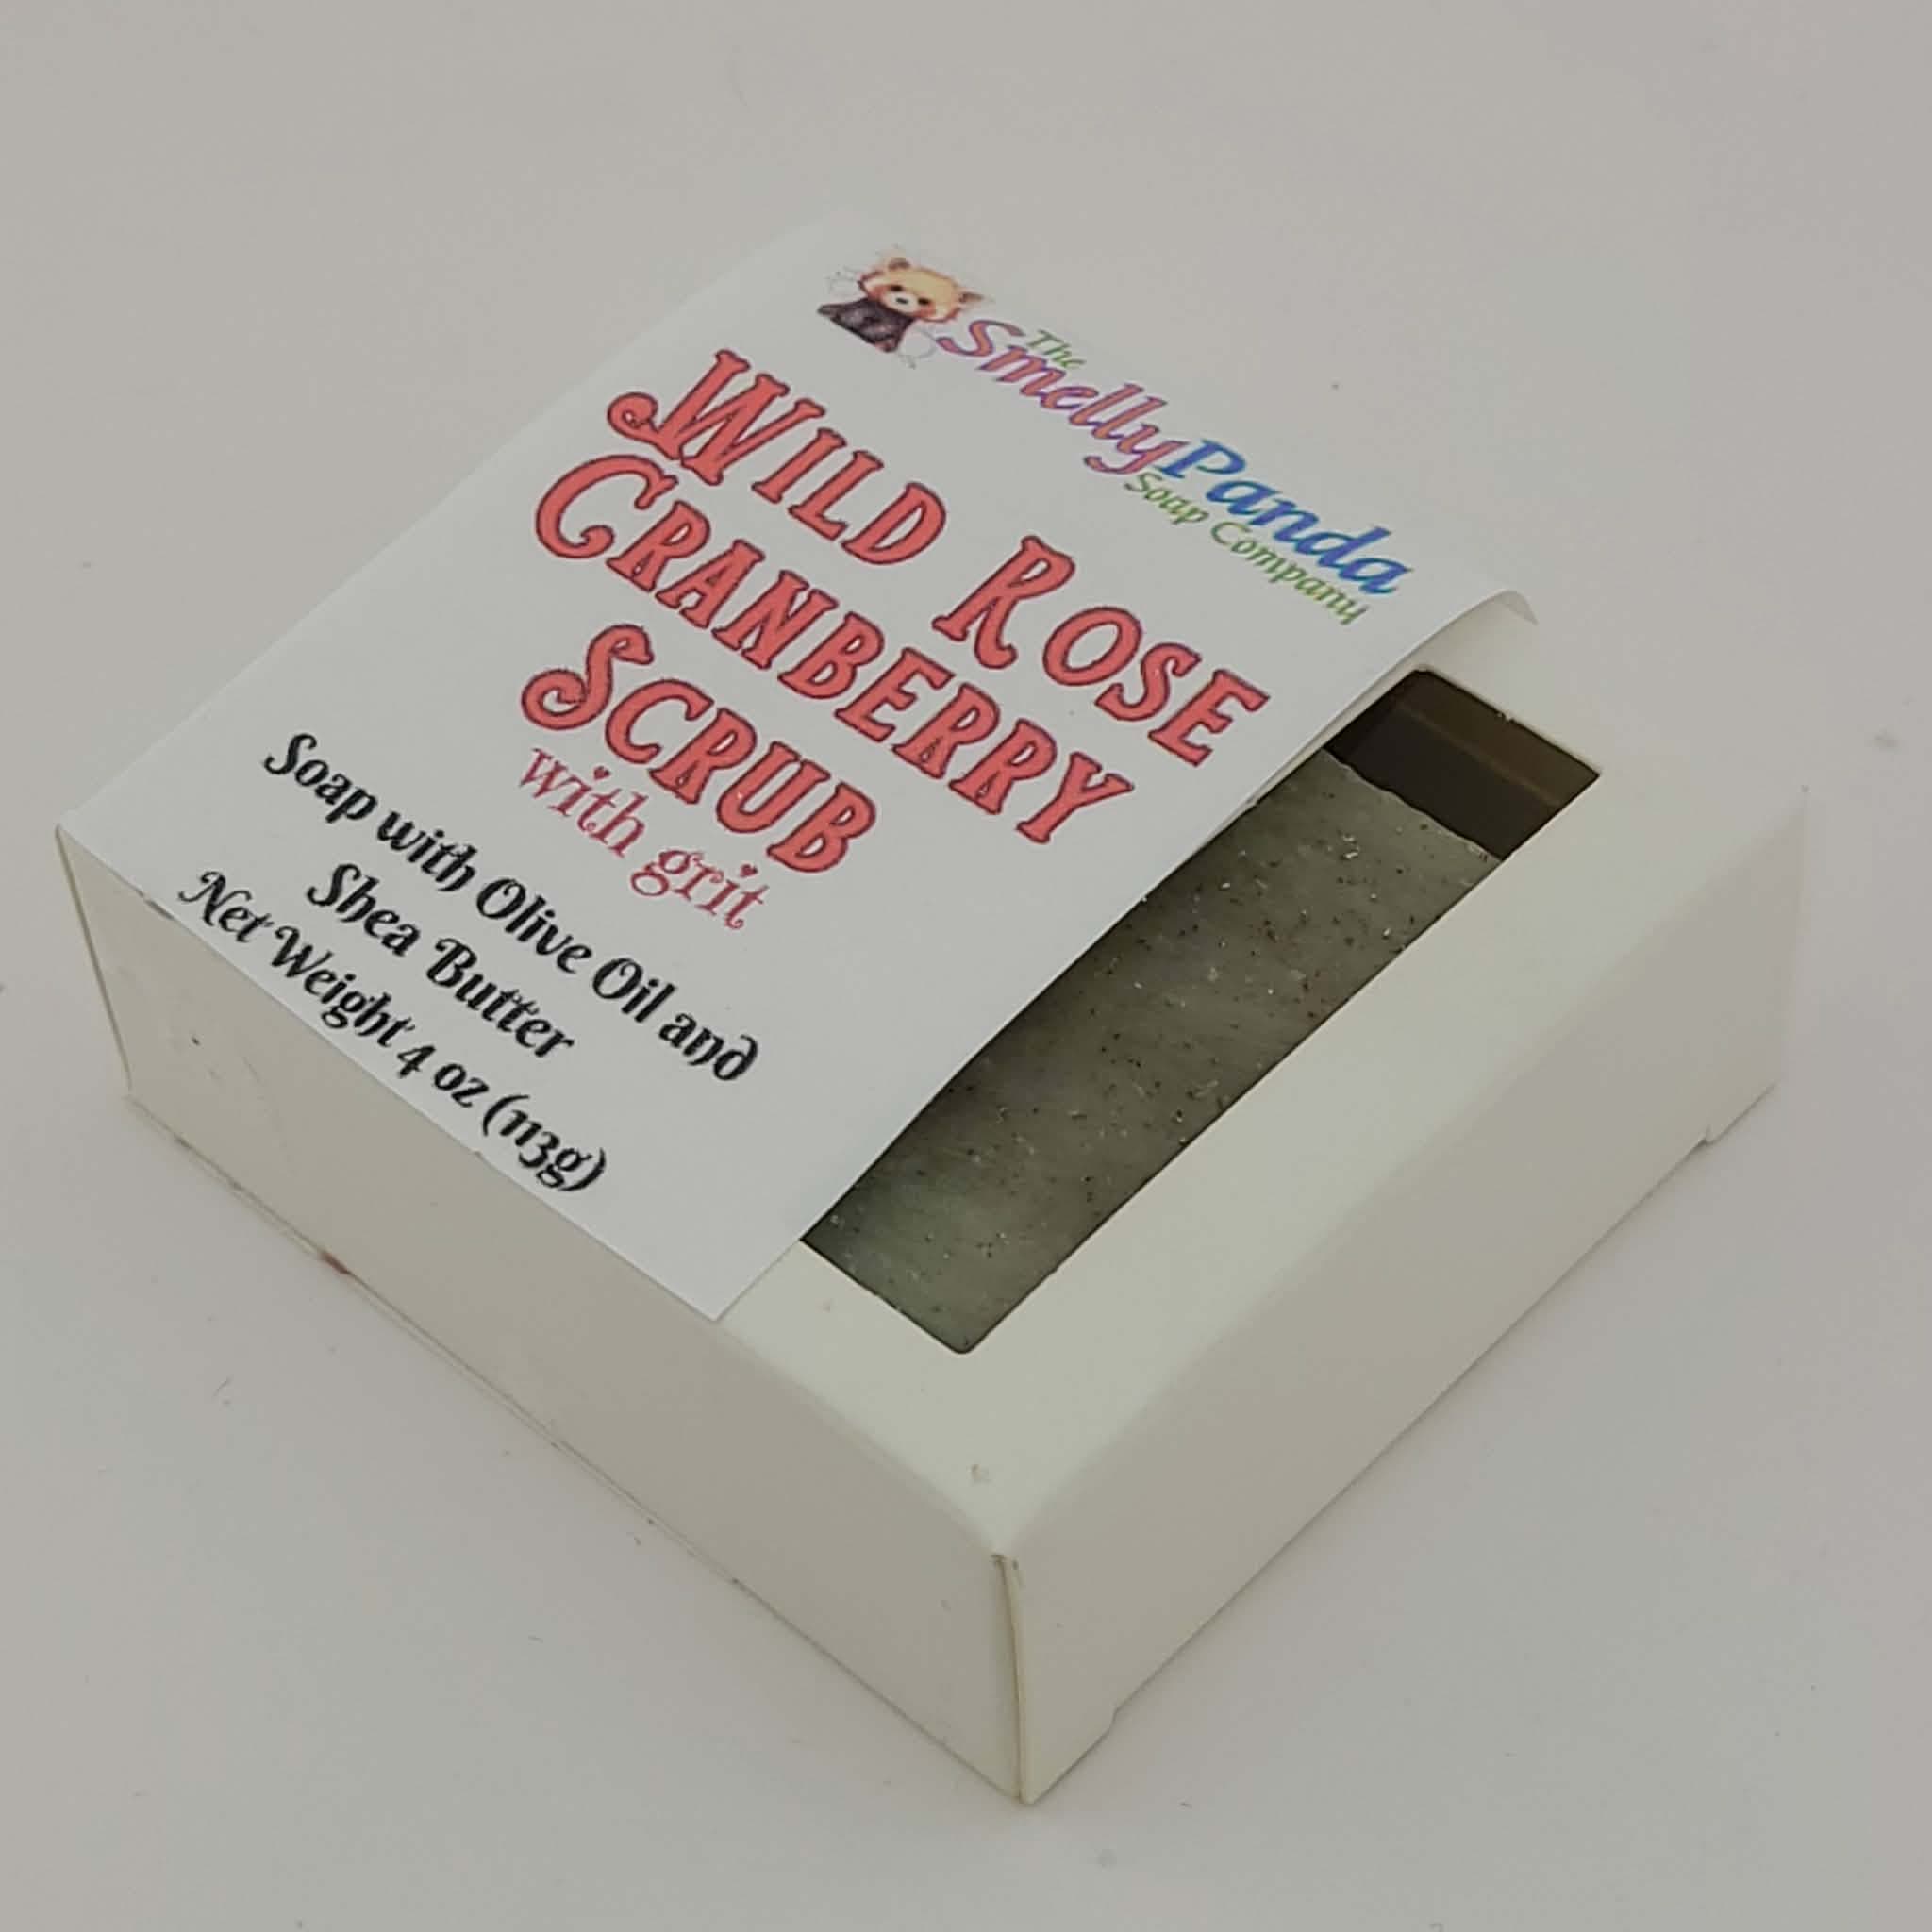 The
SmellyPanda
Soap Company
Wild Rose
Cranberry
Scrub
with grit
Soap with Olive Oil and
Shea Butter
Net Weight 4 oz (113g)